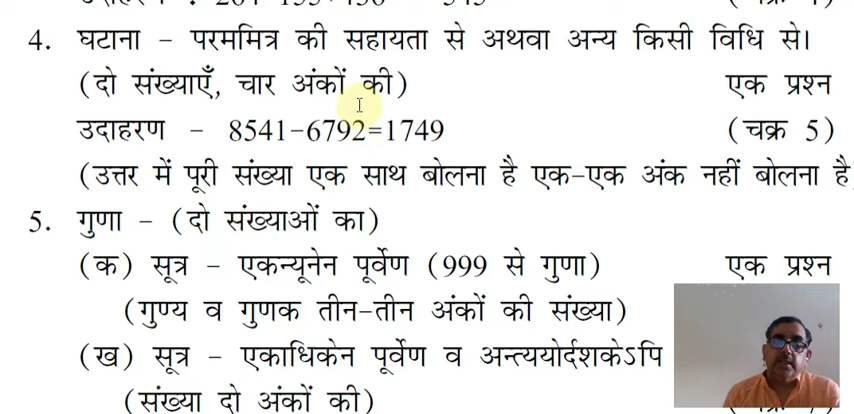 4. घटाना – परममित्र की सहायता से अथवा अन्य किसी विधि से।
(दो संख्याएँ, चार अंकों की) एक प्रश्न
उदाहरण – 8541–6792=1749 (चक्र 5)
(उत्तर में पूरी संख्या एक साथ बोलना है एक-एक अंक नहीं बोलना है
5. गुणा – (दो संख्याओं का)
(क) सूत्र – एकन्यूनेन पूर्वेण (999 से गुणा) एक प्रश्न
(गुण्य व गुणक तीन-तीन अंकों की संख्या)
(ख) सूत्र – एकाधिकेन पूर्वेण व अन्त्ययोर्दशकेऽपि
(संख्या दो अंकों की)